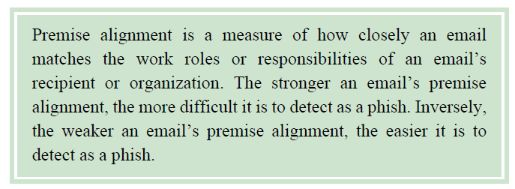 Premise alignment is a measure of how closely an email
matches the work roles or responsibilities of an email's
recipient or organization. The stronger an email's premise
alignment, the more difficult it is to detect as a phish. Inversely,
the weaker an email's premise alignment, the easier it is to
detect as a phish.